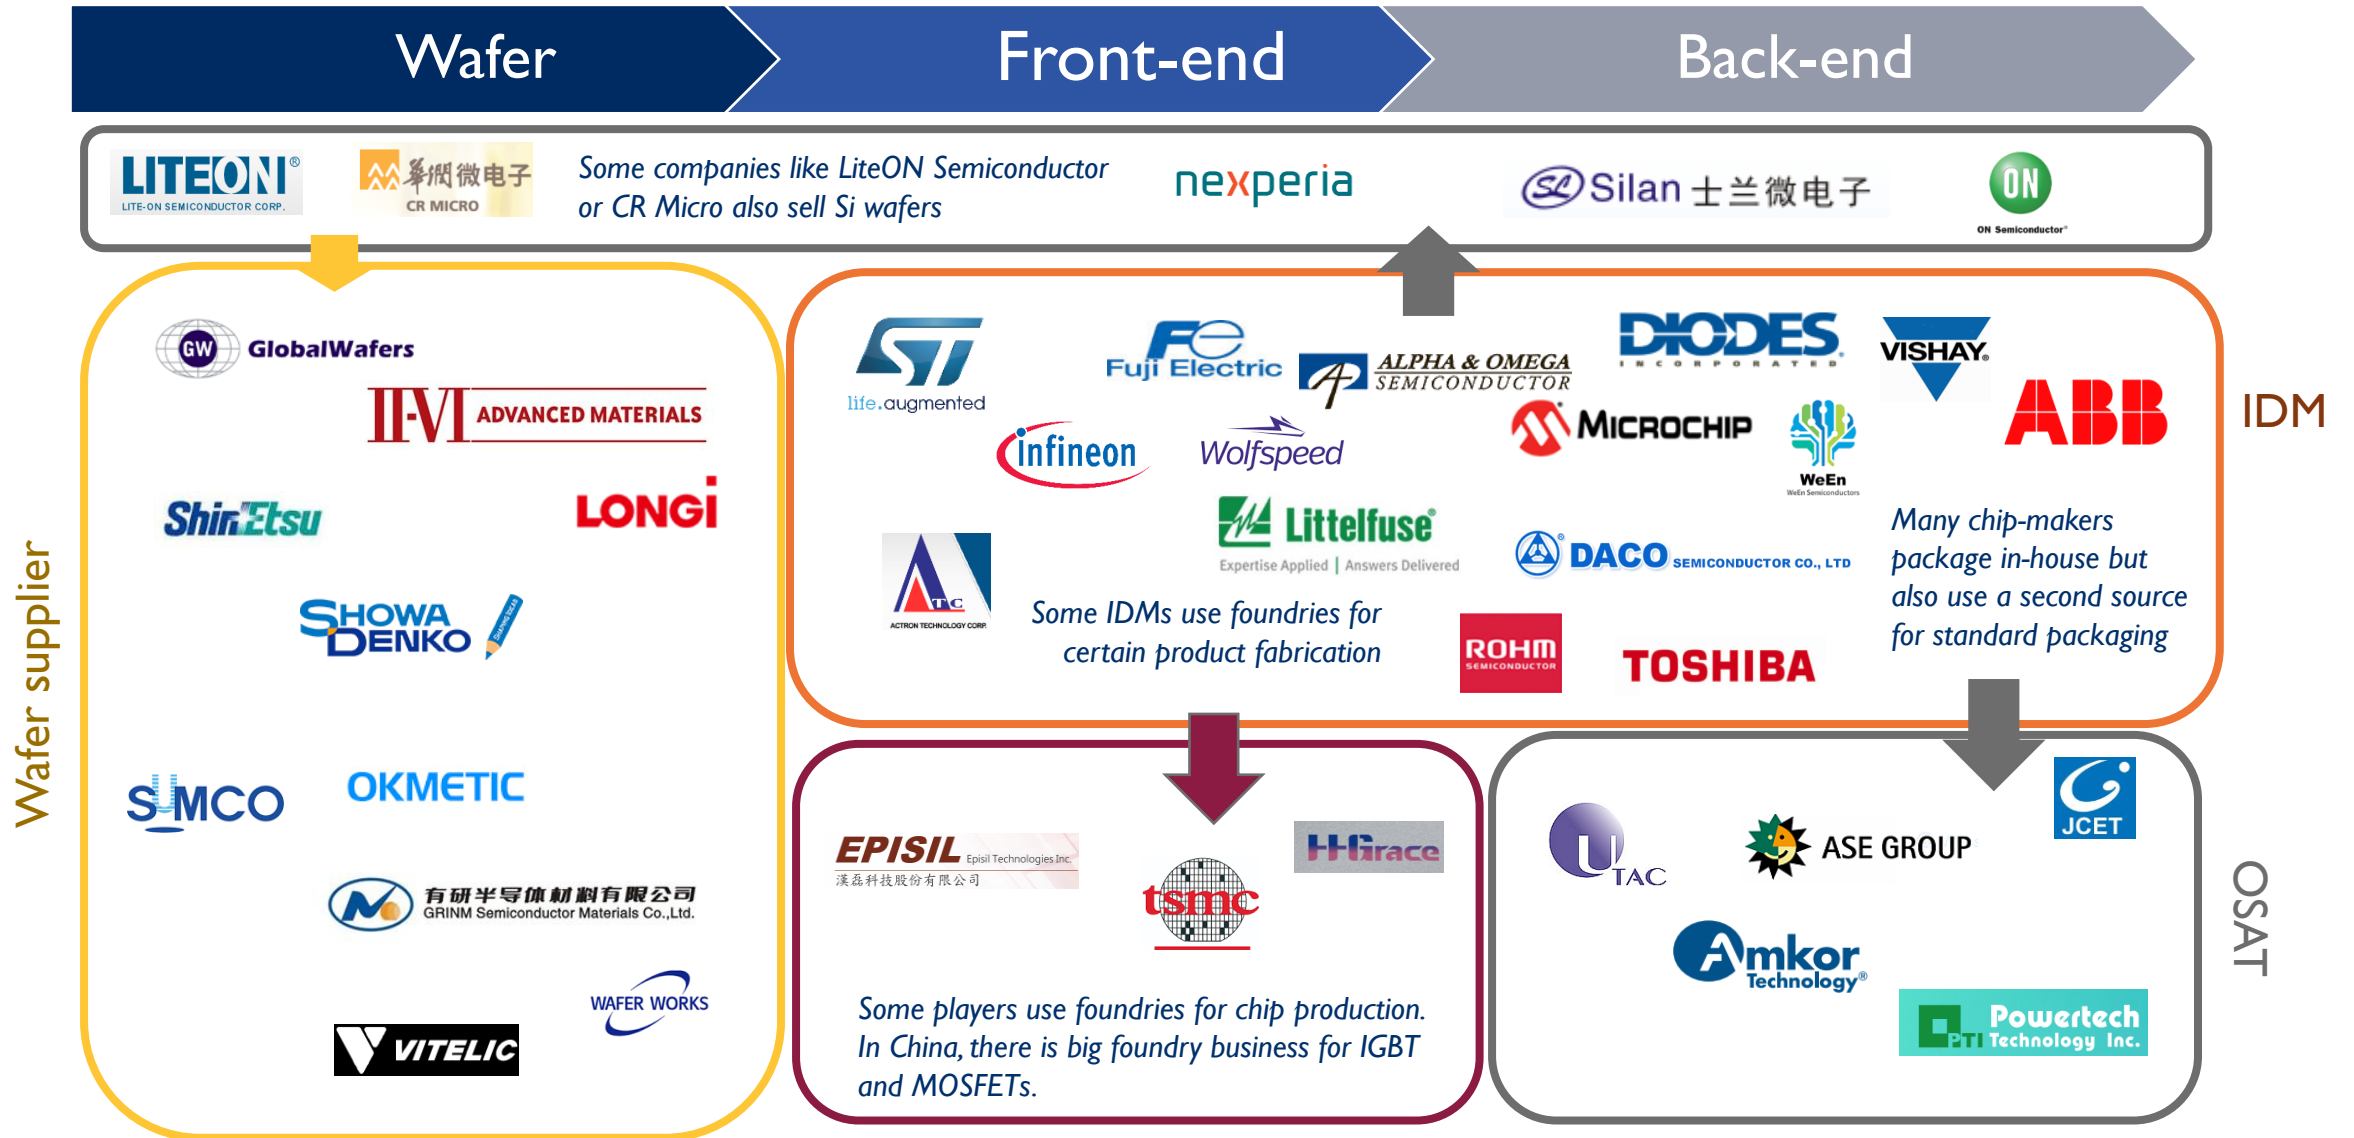 Wafer
Front-end
Back-end
LITEON®
LITE-ON SEMICONDUCTOR CORP.
華潤微电子
CR MICRO
Some companies like LiteON Semiconductor
or CR Micro also sell Si wafers
nexperia
SL Silan 士兰微电子
ON
ON Semiconductor®
Wafer supplier
GW GlobalWafers
II-VI ADVANCED MATERIALS
ShinEtsu
LONGi
SHOWA
DENKO
SHAPING IDEAS
SUMCO
OKMETIC
有研半导体材料有限公司
GRINM Semiconductor Materials Co.,Ltd.
WAFER WORKS
VITELIC
IDM
ST
life.augmented
Fe
Fuji Electric
ALPHA & OMEGA
SEMICONDUCTOR
DIODES
INCORPORATED
VISHAY®
ABB
infineon
Wolfspeed
MICROCHIP
WeEn
WeEn Semiconductors
Littelfuse®
Expertise Applied | Answers Delivered
ATC
ACTRON TECHNOLOGY CORP.
DACO SEMICONDUCTOR CO., LTD
Many chip-makers
package in-house but
also use a second source
for standard packaging
Some IDMs use foundries for
certain product fabrication
ROHM
SEMICONDUCTOR
TOSHIBA
EPISIL Episil Technologies Inc.
漢磊科技股份有限公司
tsmc
HHGrace
Some players use foundries for chip production.
In China, there is big foundry business for IGBT
and MOSFETs.
OSAT
UTAC
ASE GROUP
JCET
Amkor
Technology®
PTI Powertech
Technology Inc.